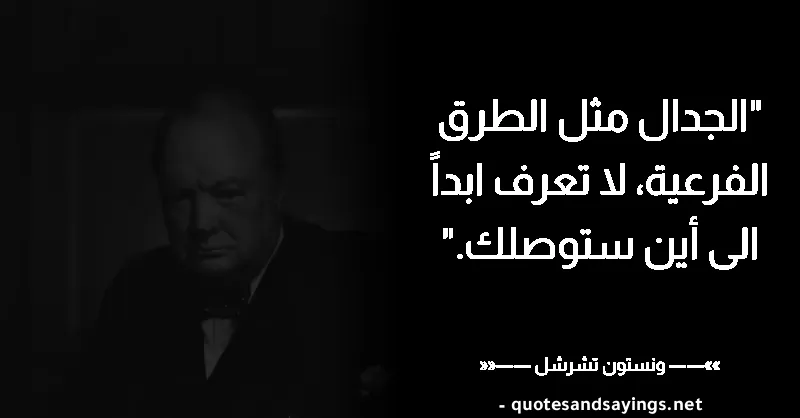 "الجدال مثل الطرق
الفرعية، لا تعرف ابداً
الى أين ستوصلك."
»»—— ونستون تشرشل ——««
- quotesandsayings.net